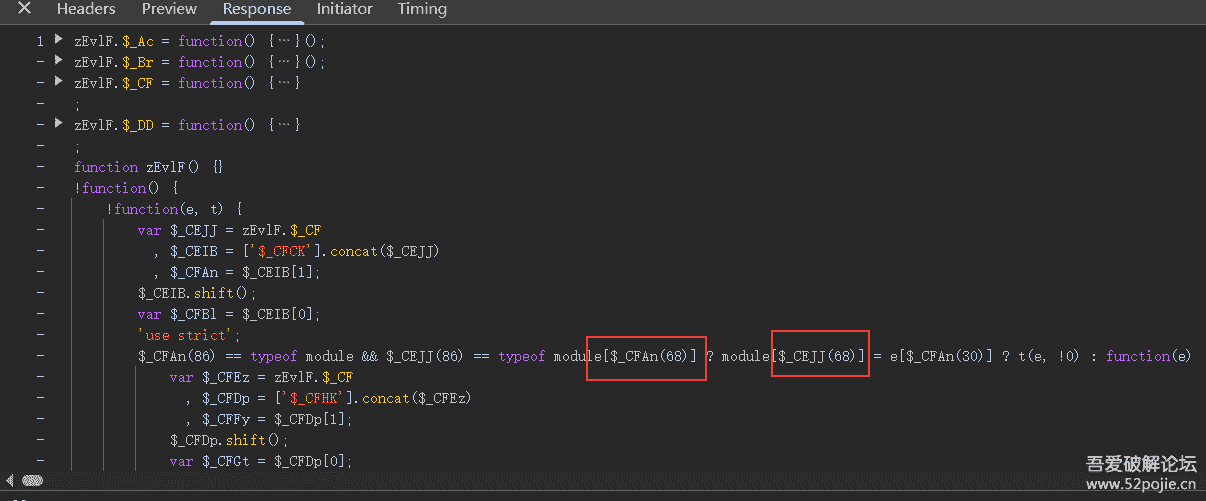 × Headers Preview Response Initiator Timing
1 zEvlF.$_Ac = function() {…}();
- zEvlF.$_Br = function() {…}();
- zEvlF.$_CF = function() {…}
- ;
- zEvlF.$_DD = function() {…}
- ;
- function zEvlF() {}
- !function() {
- !function(e, t) {
- var $_CEJJ = zEvlF.$_CF
- , $_CEIB = ['$_CFCK'].concat($_CEJJ)
- , $_CFAn = $_CEIB[1];
- $_CEIB.shift();
- var $_CFBl = $_CEIB[0];
- 'use strict';
- $_CFAn(86) == typeof module && $_CEJJ(86) == typeof module[$_CFAn(68)] ? module[$_CEJJ(68)] = e[$_CFAn(30)] ? t(e, !0) : function(e)
- var $_CFEz = zEvlF.$_CF
- , $_CFDp = ['$_CFHK'].concat($_CFEz)
- , $_CFFy = $_CFDp[1];
- $_CFDp.shift();
- var $_CFGt = $_CFDp[0];
吾爱破解论坛
www.52pojie.cn